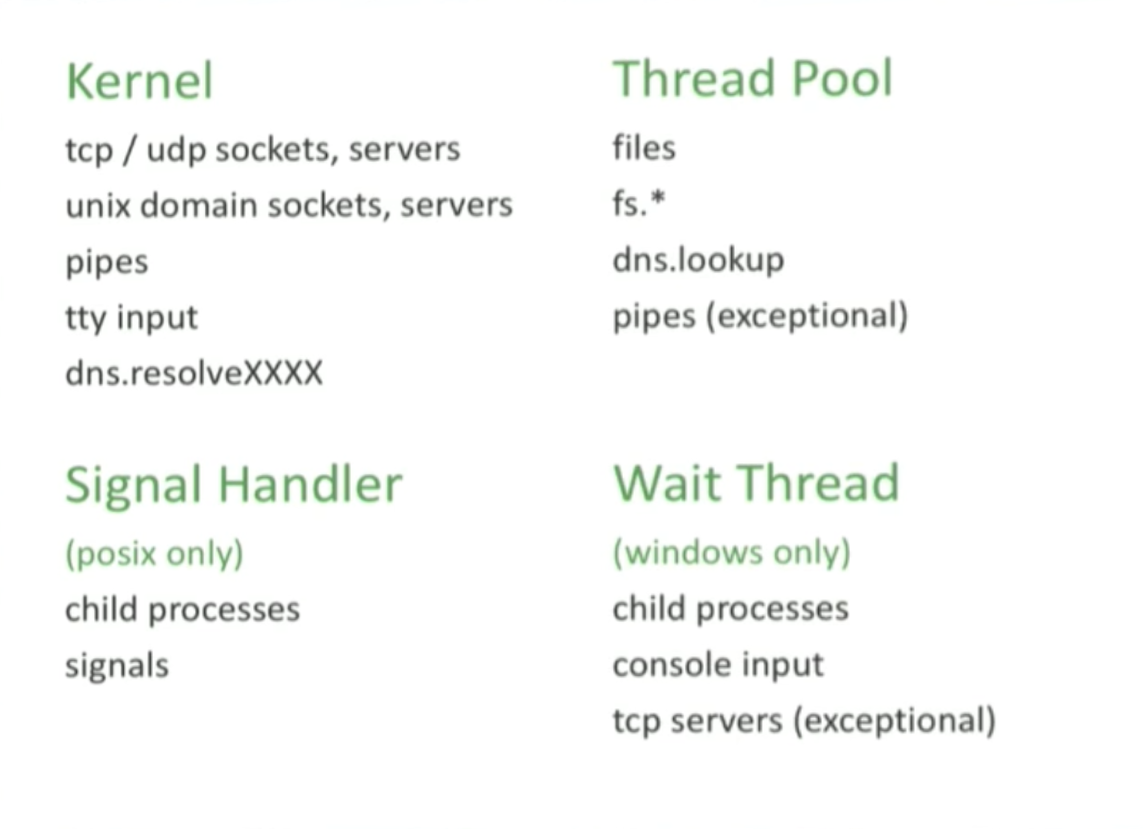 Kernel
tcp / udp sockets, servers
unix domain sockets, servers
pipes
tty input
dns.resolveXXXX
Thread Pool
files
fs.*
dns.lookup
pipes (exceptional)
Signal Handler
(posix only)
child processes
signals
Wait Thread
(windows only)
child processes
console input
tcp servers (exceptional)